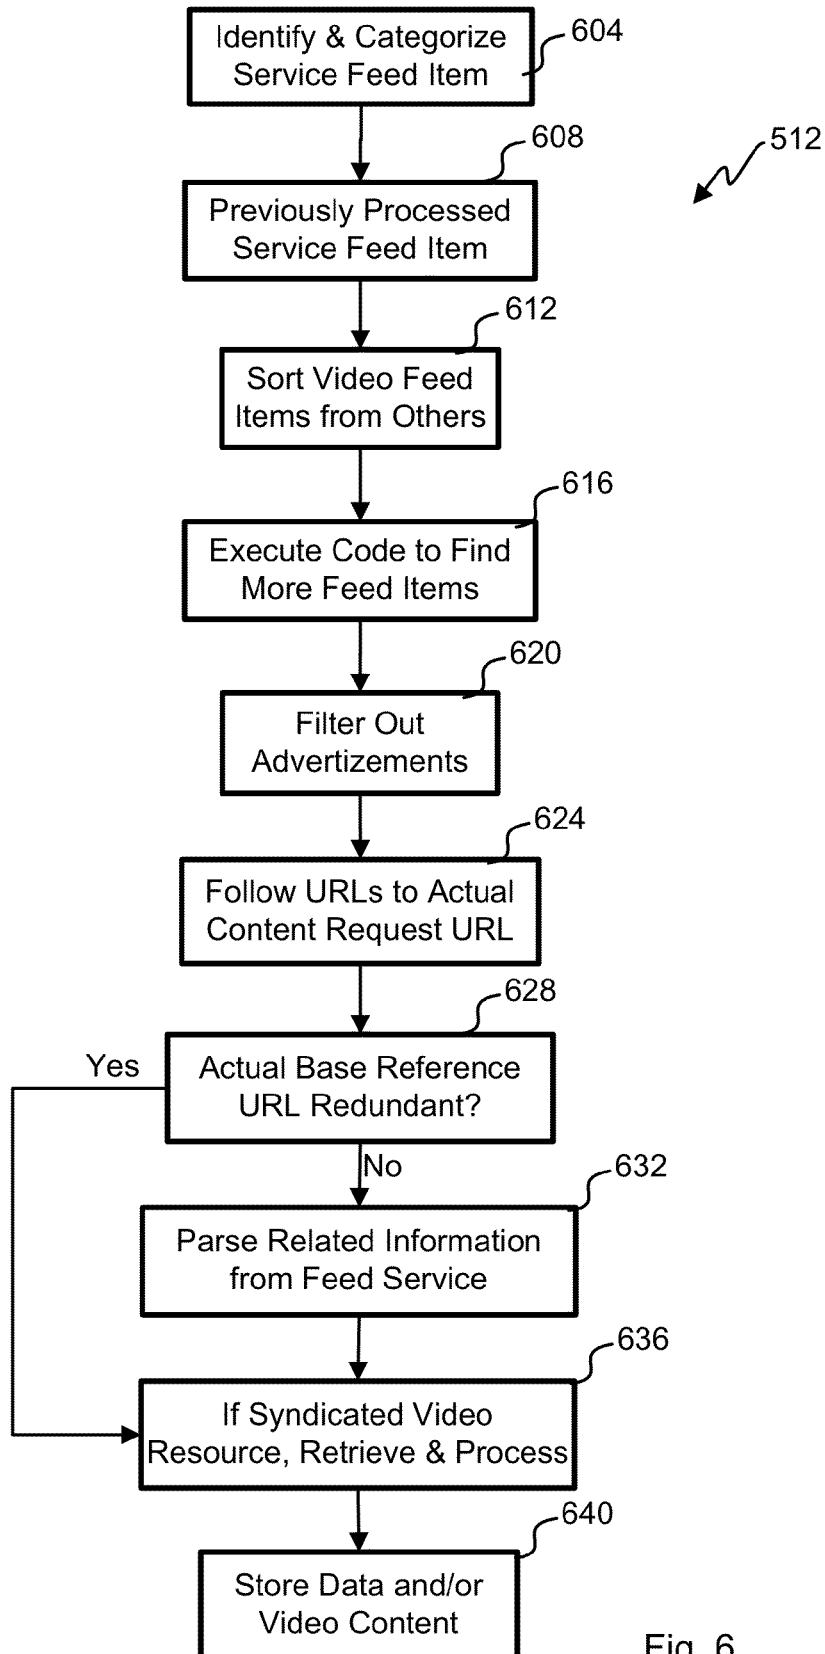 Identify & Categorize
Service Feed Item
604
512
608
Previously Processed
Service Feed Item
612
Sort Video Feed
Items from Others
616
Execute Code to Find
More Feed Items
620
Filter Out
Advertizements
624
Follow URLs to Actual
Content Request URL
628
Yes
Actual Base Reference
URL Redundant?
No
632
Parse Related Information
from Feed Service
636
If Syndicated Video
Resource, Retrieve & Process
640
Store Data and/or
Video Content
Fig. 6